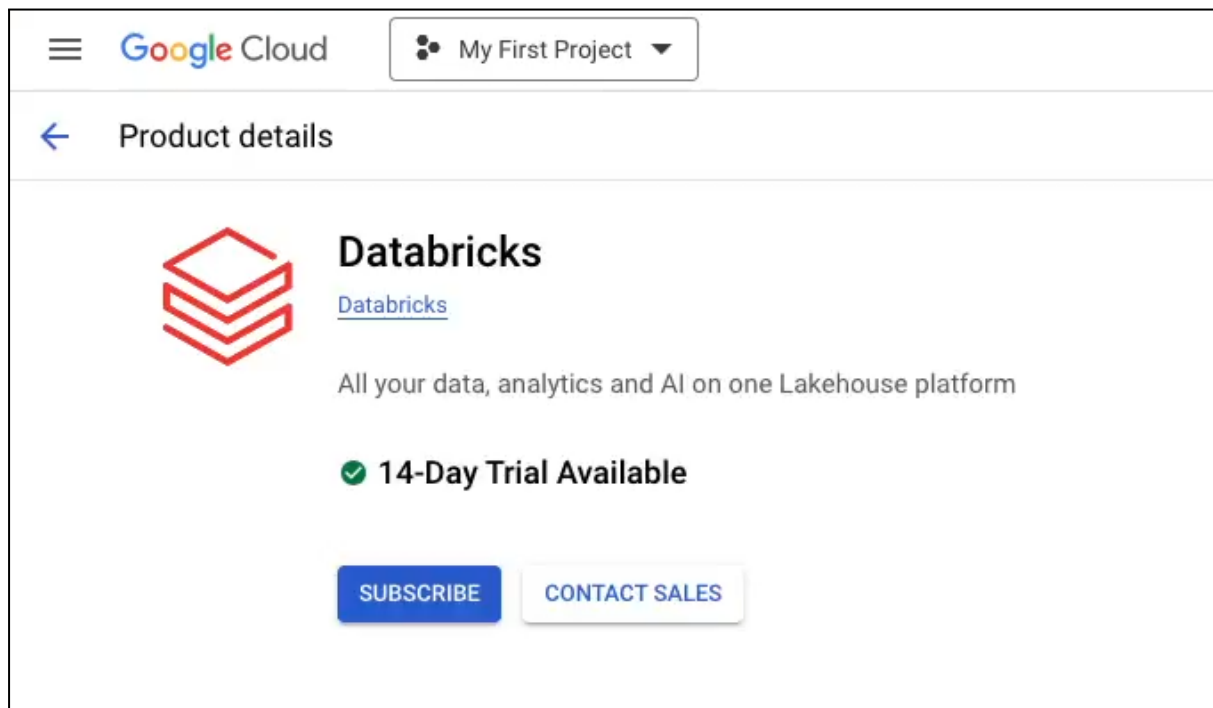 Google Cloud
My First Project
Product details
Databricks
Databricks
All your data, analytics and AI on one Lakehouse platform
14-Day Trial Available
SUBSCRIBE
CONTACT SALES